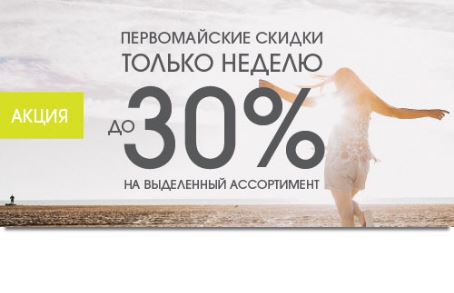 ПЕРВОМАЙСКИЕ СКИДКИ
ТОЛЬКО НЕДЕЛЮ
АКЦИЯ
ДО 30%
НА ВЫДЕЛЕННЫЙ АССОРТИМЕНТ